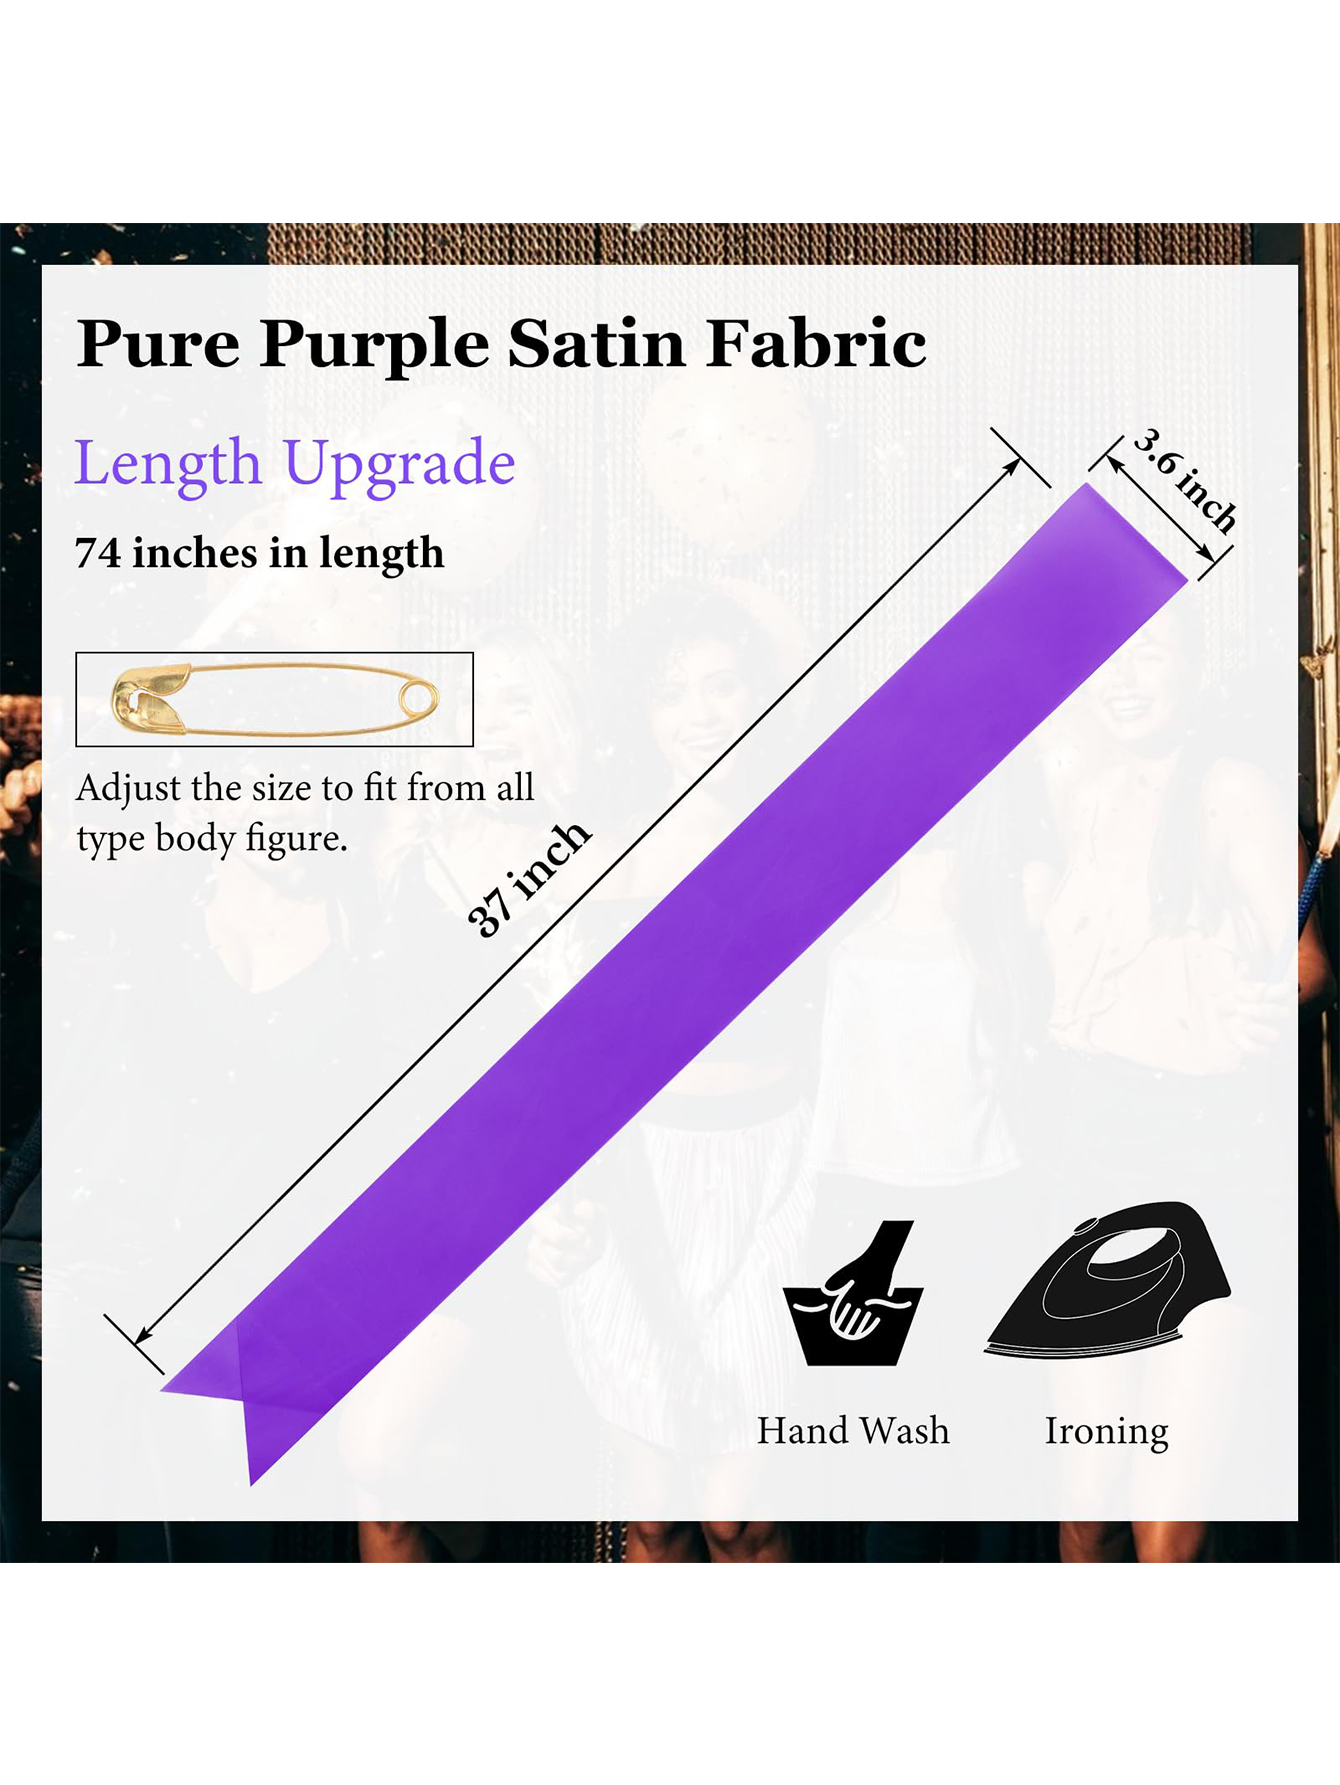 Pure Purple Satin Fabric
Length Upgrade
74 inches in length
3.6 inch
Adjust the size to fit from all
type body figure.
37 inch
Hand Wash
Ironing